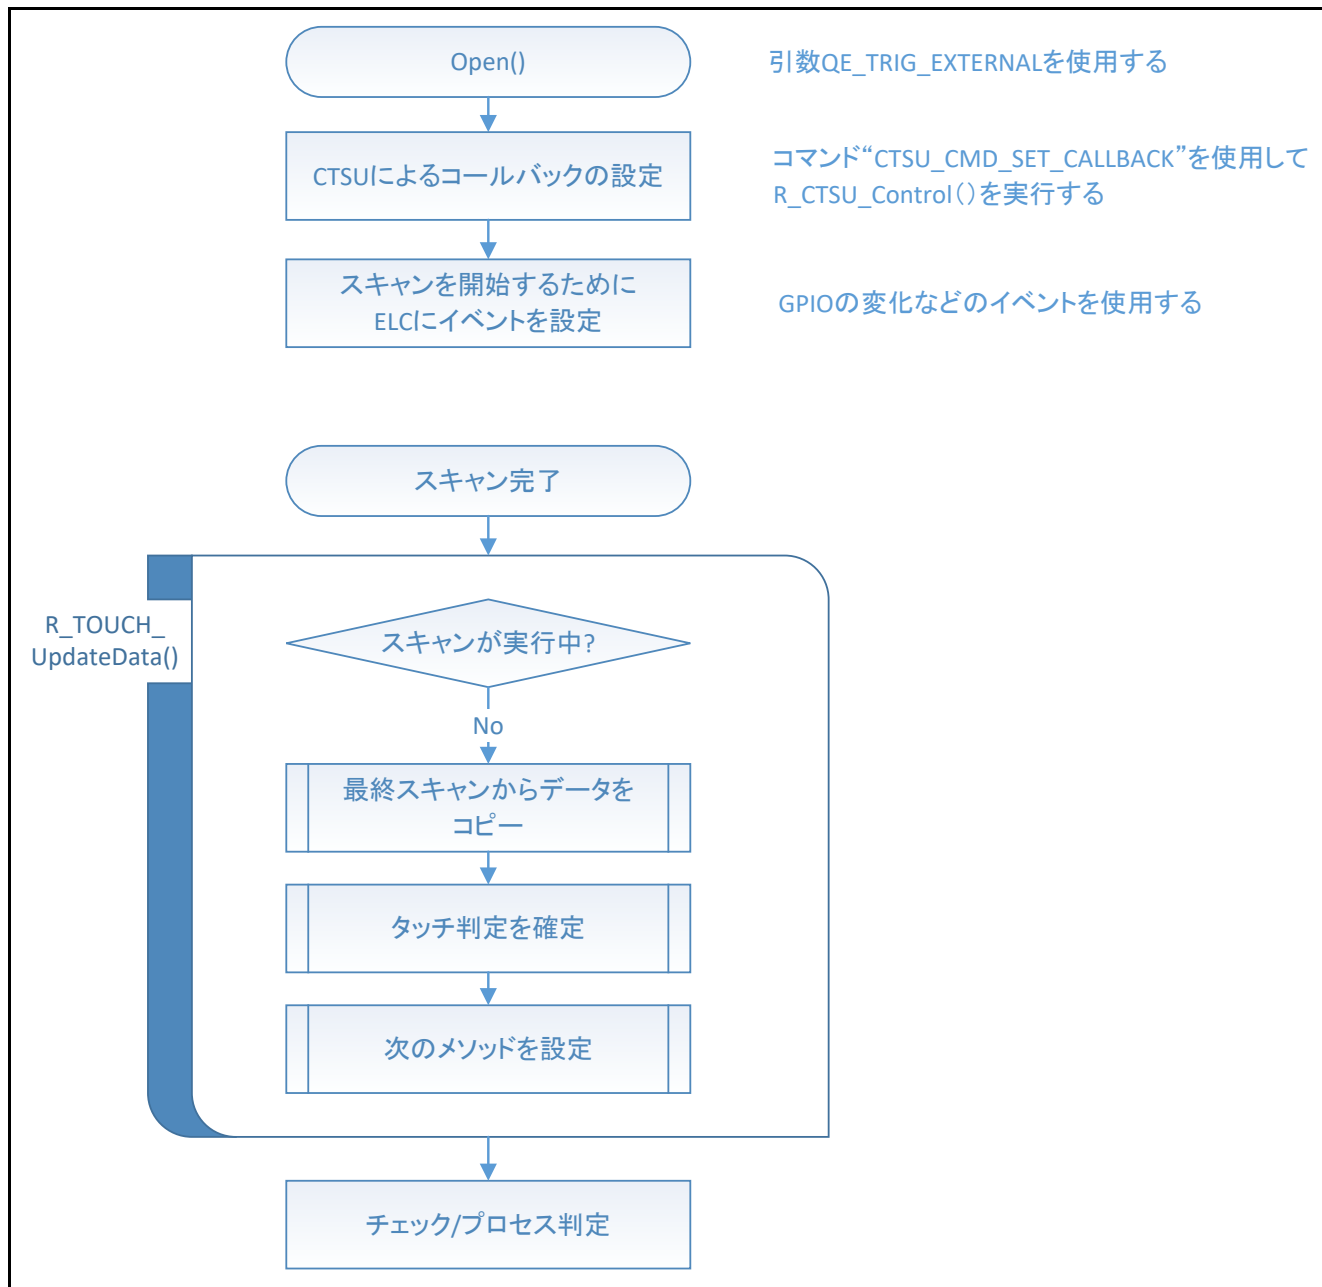 Open()
引数QE_TRIG_EXTERNALを使用する
CTSUによるコールバックの設定
コマンド“CTSU_CMD_SET_CALLBACK”を使用して
R_CTSU_Control（）を実行する
スキャンを開始するために
ELCにイベントを設定
GPIOの変化などのイベントを使用する
スキャン完了
R_TOUCH_
UpdateData()
スキャンが実行中?
No
最終スキャンからデータを
コピー
タッチ判定を確定
次のメソッドを設定
チェック/プロセス判定